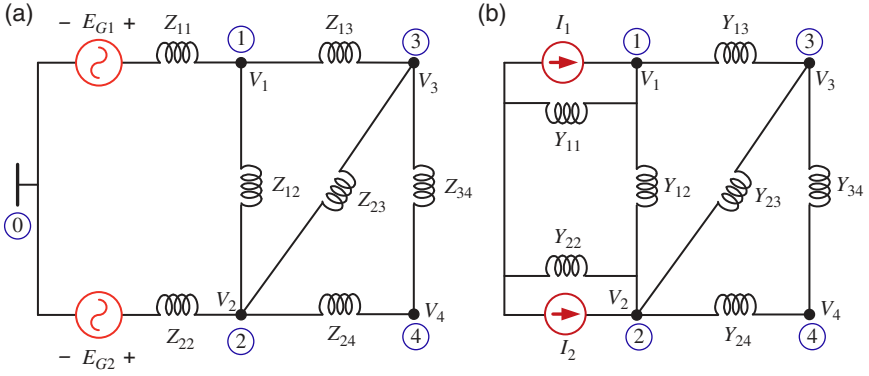 (a)
− E_G1 +
Z_11
1
Z_13
3
V_1
V_3
Z_12
Z_23
Z_34
0
V_2
V_4
− E_G2 +
Z_22
2
Z_24
4
(b)
I_1
1
Y_13
3
V_1
V_3
Y_11
Y_12
Y_23
Y_34
Y_22
V_2
V_4
I_2
2
Y_24
4